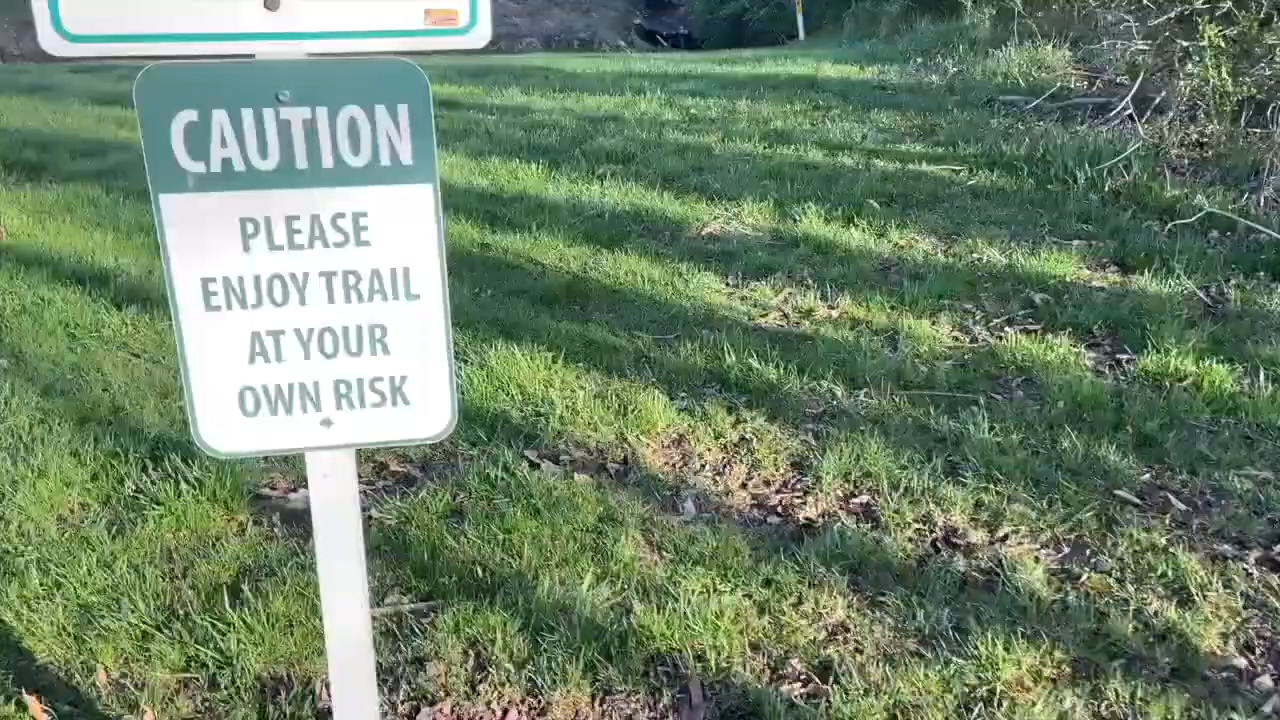 CAUTION
PLEASE
ENJOY TRAIL
AT YOUR
OWN RISK